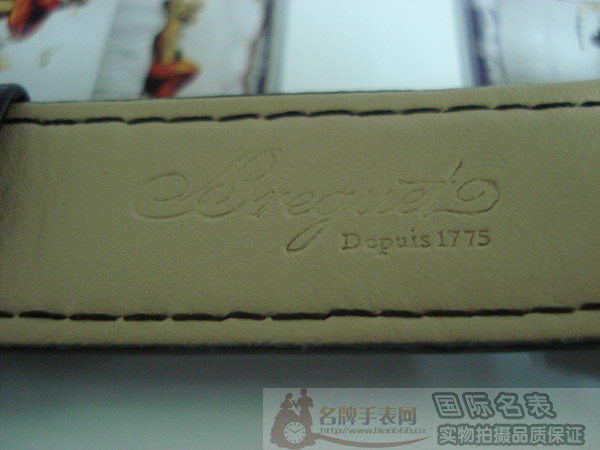 Breguet
Depuis 1775
名牌手表网
国际名表
实物拍摄品质保证